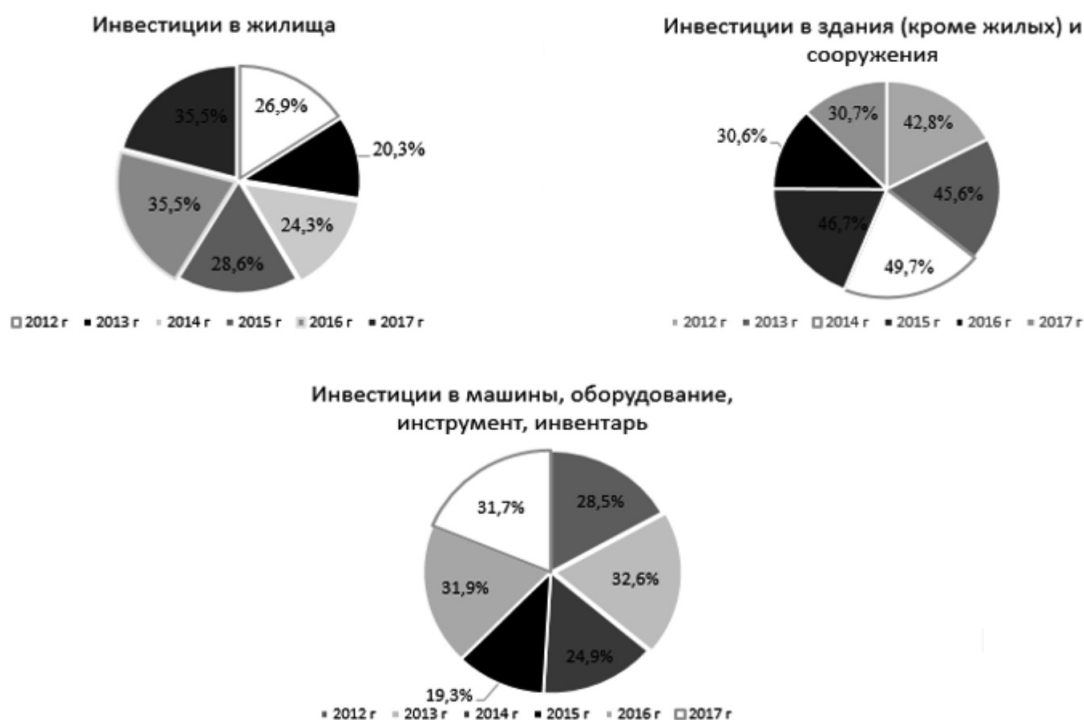 Инвестиции в жилища
26,9%
20,3%
24,3%
28,6%
35,5%
35,5%
2012 г 2013 г 2014 г 2015 г 2016 г 2017 г
Инвестиции в здания (кроме жилых) и
сооружения
42,8%
45,6%
49,7%
46,7%
30,6%
30,7%
2012 г 2013 г 2014 г 2015 г 2016 г 2017 г
Инвестиции в машины, оборудование,
инструмент, инвентарь
28,5%
32,6%
24,9%
19,3%
31,9%
31,7%
2012 г 2013 г 2014 г 2015 г 2016 г 2017 г